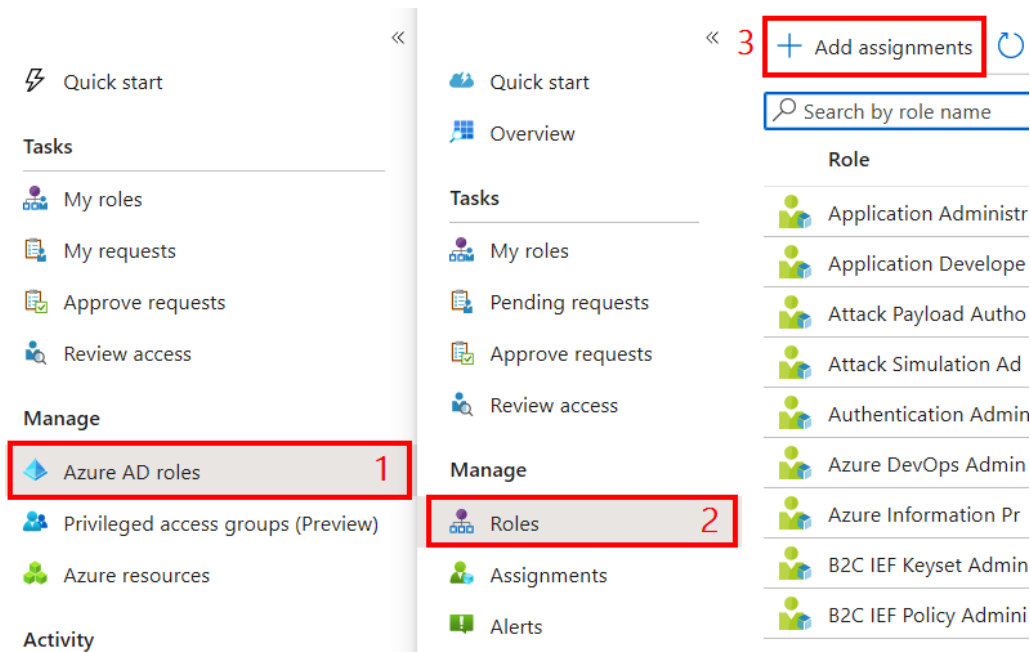 «
Quick start
Tasks
My roles
My requests
Approve requests
Review access
Manage
Azure AD roles 1
Privileged access groups (Preview)
Azure resources
Activity
«
Quick start
Overview
Tasks
My roles
Pending requests
Approve requests
Review access
Manage
Roles 2
Assignments
Alerts
3 + Add assignments
Search by role name
Role
Application Administr
Application Develope
Attack Payload Autho
Attack Simulation Ad
Authentication Admin
Azure DevOps Admin
Azure Information Pr
B2C IEF Keyset Admin
B2C IEF Policy Admini